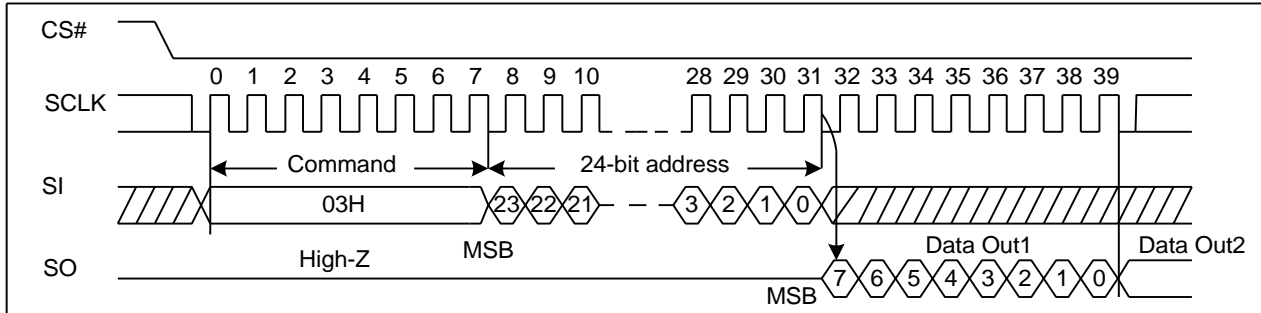 CS#
0 1 2 3 4 5 6 7 8 9 10 28 29 30 31 32 33 34 35 36 37 38 39
SCLK
Command 24-bit address
SI
03H 23 22 21 3 2 1 0
High-Z MSB Data Out1 Data Out2
SO
MSB 7 6 5 4 3 2 1 0